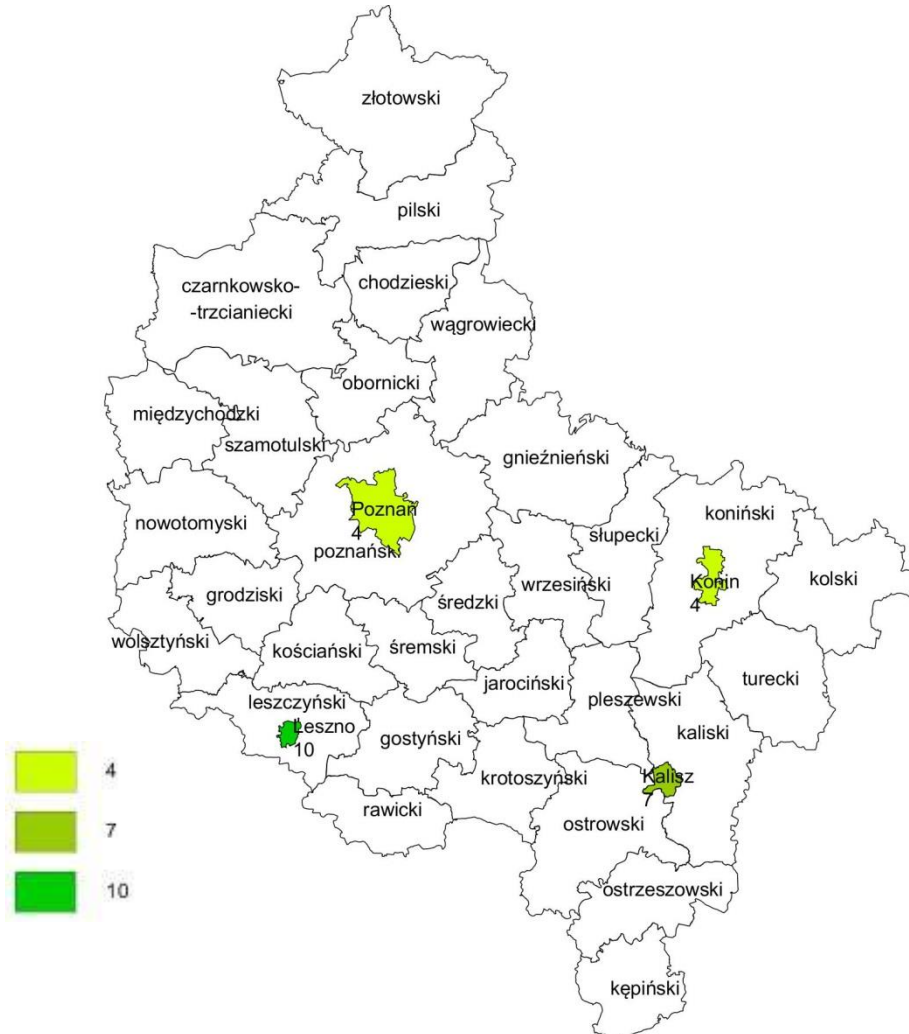 złotowski
pilski
czarnkowsko-
-trzcianiecki
chodzieski
wągrowiecki
obornicki
międzychodzki
szamotulski
gnieźnieński
nowotomyski
Poznań
4
poznański
słupecki
koniński
Konin
4
kolski
grodziski
średzki
wrzesiński
wolsztyński
kościański
śremski
jarociński
pleszewski
turecki
leszczyński
Leszno
10
gostyński
kaliski
krotoszyński
Kalisz
7
rawicki
ostrowski
ostrzeszowski
kępiński
4
7
10